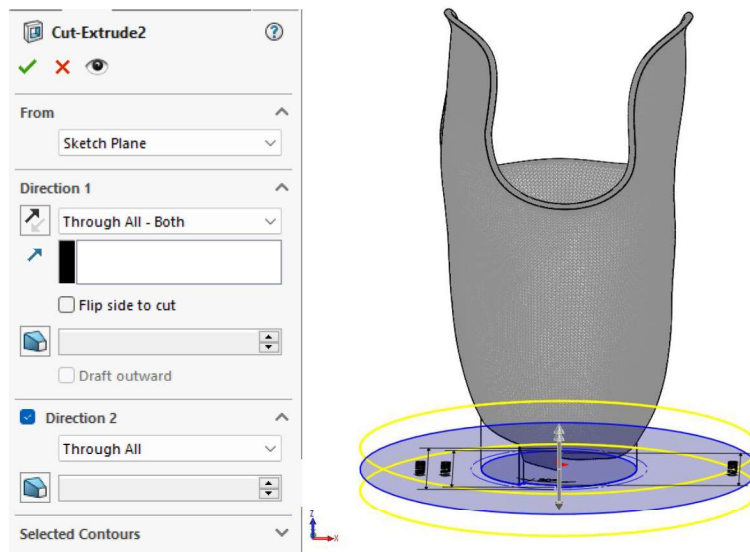 Cut-Extrude2
From
Sketch Plane
Direction 1
Through All - Both
Flip side to cut
Draft outward
Direction 2
Through All
Selected Contours
Z
X